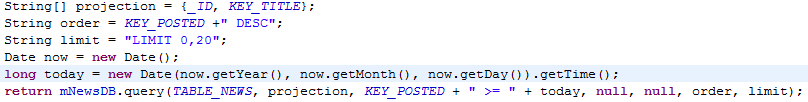 String[] projection = {_ID, KEY_TITLE};
String order = KEY_POSTED +" DESC";
String limit = "LIMIT 0,20";
Date now = new Date();
long today = new Date(now.getYear(), now.getMonth(), now.getDay()).getTime();
return mNewsDB.query(TABLE_NEWS, projection, KEY_POSTED + " >= " + today, null, null, order, limit);